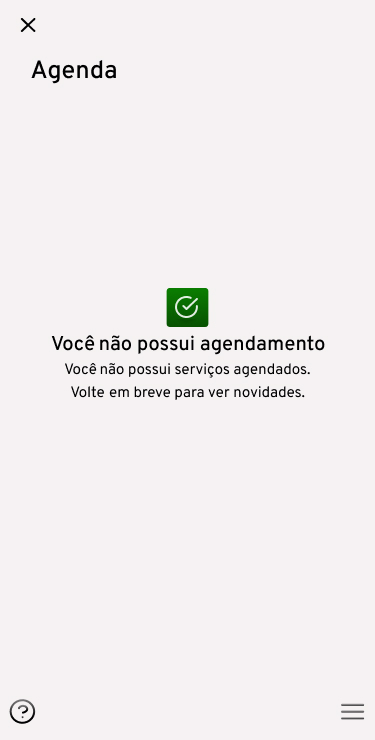 Agenda
Você não possui agendamento
Você não possui serviços agendados.
Volte em breve para ver novidades.